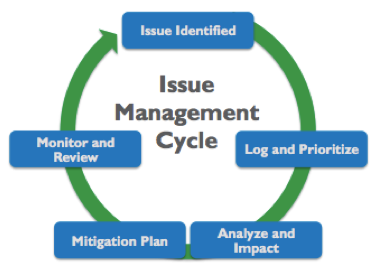 Issue Identified
Issue
Management
Cycle
Log and Prioritize
Analyze and
Impact
Mitigation Plan
Monitor and
Review